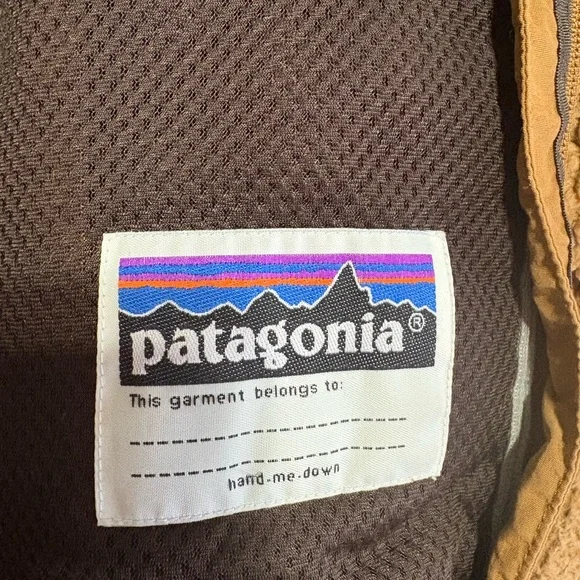 patagonia®
This garment belongs to:
hand-me-down